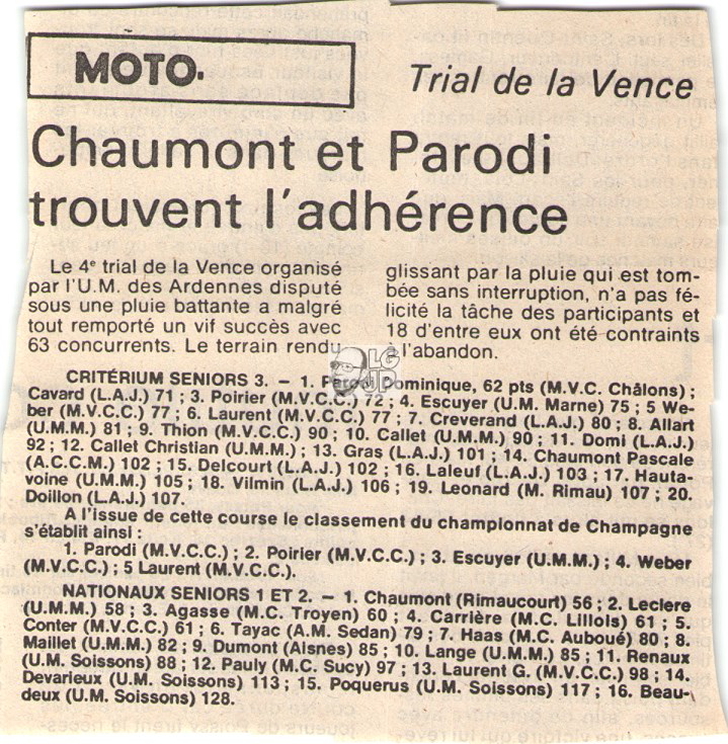 MOTO.
Trial de la Vence
Chaumont et Parodi
trouvent l'adhérence
Le 4e trial de la Vence organisé
par l'U.M. des Ardennes disputé
sous une pluie battante a malgré
tout remporté un vif succès avec
63 concurrents. Le terrain rendu
glissant par la pluie qui est tom-
bée sans interruption, n'a pas fé-
licité la tâche des participants et
18 d'entre eux ont été contraints
à l'abandon.
LG
JP
CRITÉRIUM SENIORS 3. – 1. Parodi Dominique, 62 pts (M.V.C. Châlons) ;
Cavard (L.A.J.) 71 ; 3. Poirier (M.V.C.C.) 72 ; 4. Escuyer (U.M. Marne) 75 ; 5 We-
ber (M.V.C.C.) 77 ; 6. Laurent (M.V.C.C.) 77 ; 7. Creverand (L.A.J.) 80 ; 8. Allart
(U.M.M.) 81 ; 9. Thion (M.V.C.C.) 90 ; 10. Callet (U.M.M.) 90 ; 11. Domi (L.A.J.)
92 ; 12. Callet Christian (U.M.M.) ; 13. Gras (L.A.J.) 101 ; 14. Chaumont Pascale
(A.C.C.M.) 102 ; 15. Delcourt (L.A.J.) 102 ; 16. Laleuf (L.A.J.) 103 ; 17. Hauta-
voine (U.M.M.) 105 ; 18. Vilmin (L.A.J.) 106 ; 19. Leonard (M. Rimau) 107 ; 20.
Doillon (L.A.J.) 107.
A l'issue de cette course le classement du championnat de Champagne
s'établit ainsi :
1. Parodi (M.V.C.C.) ; 2. Poirier (M.V.C.C.) ; 3. Escuyer (U.M.M.) ; 4. Weber
(M.V.C.C.) ; 5 Laurent (M.V.C.C.).
NATIONAUX SENIORS 1 ET 2. – 1. Chaumont (Rimaucourt) 56 ; 2. Leclere
(U.M.M.) 58 ; 3. Agasse (M.C. Troyen) 60 ; 4. Carrière (M.C. Lillois) 61 ; 5.
Conter (M.V.C.C.) 61 ; 6. Tayac (A.M. Sedan) 79 ; 7. Haas (M.C. Auboué) 80 ; 8.
Maillet (U.M.M.) 82 ; 9. Dumont (Aisnes) 85 ; 10. Lange (U.M.M.) 85 ; 11. Renaux
(U.M. Soissons) 88 ; 12. Pauly (M.C. Sucy) 97 ; 13. Laurent G. (M.V.C.) 98 ; 14.
Devarieux (U.M. Soissons) 113 ; 15. Poquerus (U.M. Soissons) 117 ; 16. Beau-
deux (U.M. Soissons) 128.